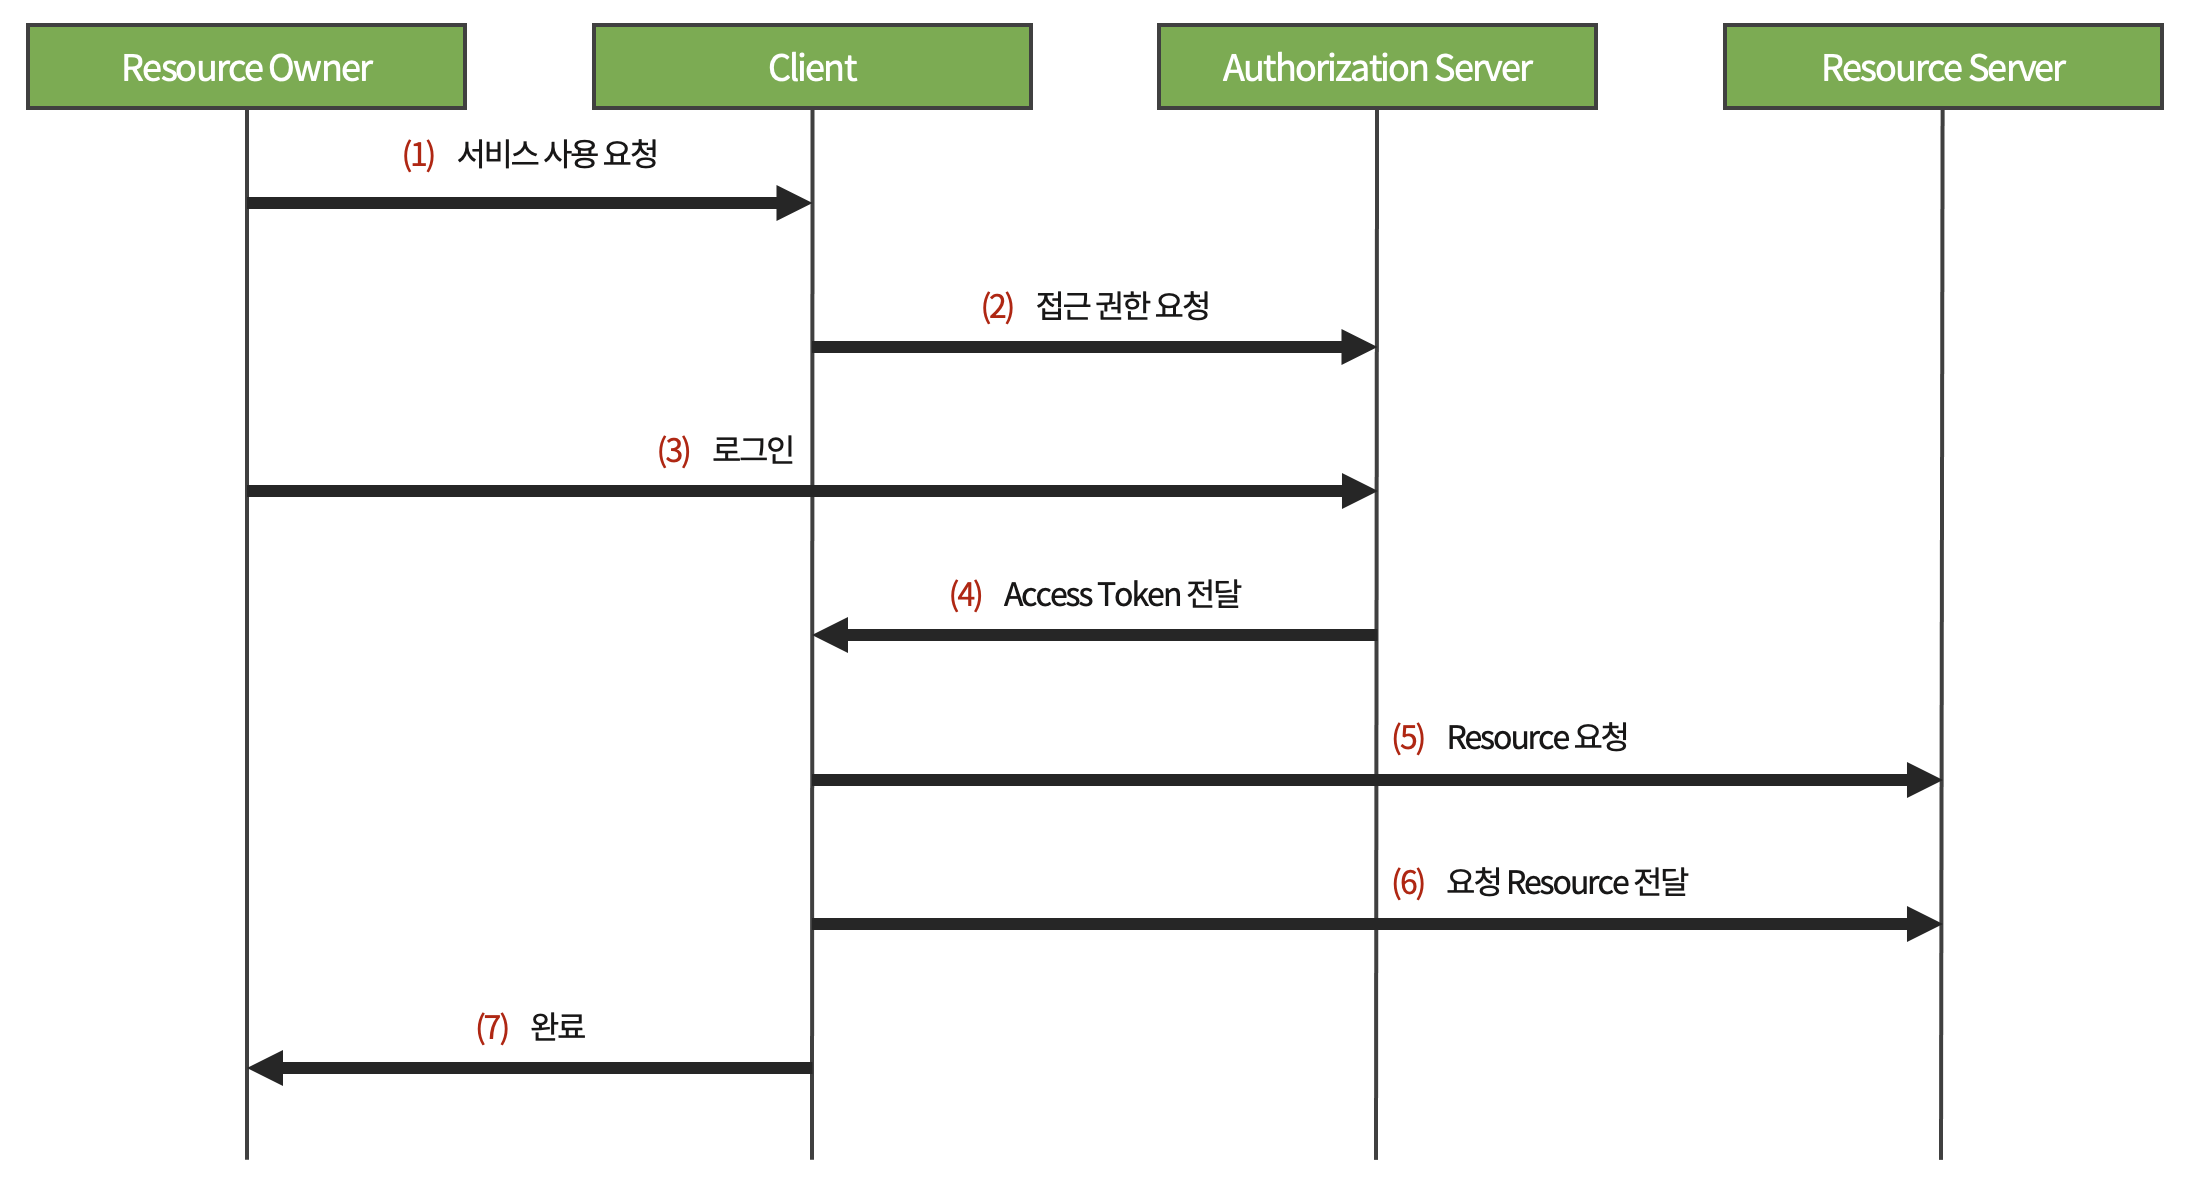 Resource Owner
Client
Authorization Server
Resource Server
(1) 서비스 사용 요청
(2) 접근 권한 요청
(3) 로그인
(4) Access Token 전달
(5) Resource 요청
(6) 요청 Resource 전달
(7) 완료